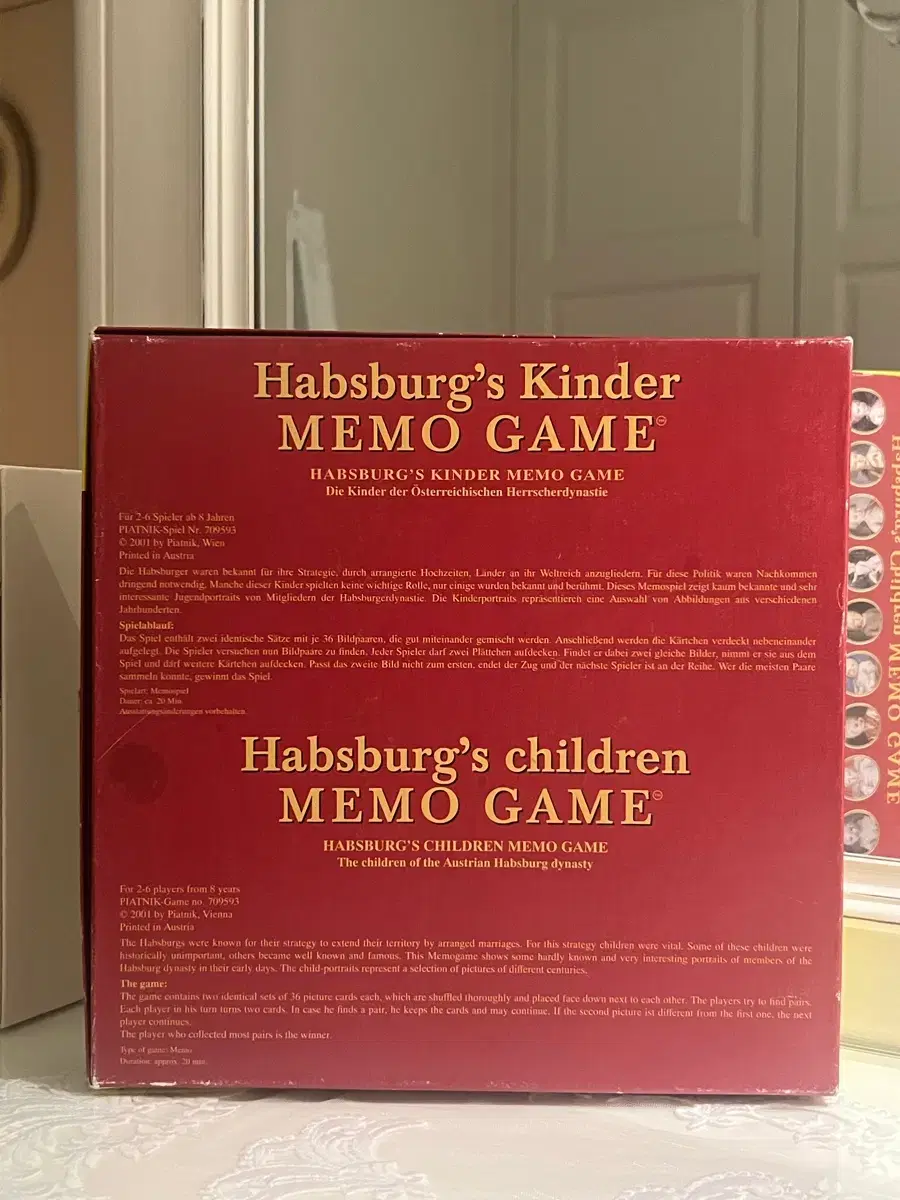 Habsburg's Kinder
MEMO GAME™
HABSBURG'S KINDER MEMO GAME
Die Kinder der Österreichischen Herrscherdynastie
Für 2-6 Spieler ab 8 Jahren
PIATNIK-Spiel Nr. 709593
© 2001 by Piatnik, Wien
Printed in Austria
Die Habsburger waren bekannt für ihre Strategie, durch arrangierte Hochzeiten, Länder an ihr Weltreich anzugliedern. Für diese Politik waren Nachkommen
dringend notwendig. Manche dieser Kinder spielten keine wichtige Rolle, nur einige wurden bekannt und berühmt. Dieses Memospiel zeigt kaum bekannte und sehr
interessante Jugendportraits von Mitgliedern der Habsburgerdynastie. Die Kinderportraits repräsentieren eine Auswahl von Abbildungen aus verschiedenen
Jahrhunderten.
Spielablauf:
Das Spiel enthält zwei identische Sätze mit je 36 Bildpaaren, die gut miteinander gemischt werden. Anschließend werden die Kärtchen verdeckt nebeneinander
aufgelegt. Die Spieler versuchen nun Bildpaare zu finden. Jeder Spieler darf zwei Plättchen aufdecken. Findet er dabei zwei gleiche Bilder, nimmt er sie aus dem
Spiel und darf weitere Kärtchen aufdecken. Passt das zweite Bild nicht zum ersten, endet der Zug und der nächste Spieler ist an der Reihe. Wer die meisten Paare
sammeln konnte, gewinnt das Spiel.
Spielart: Memospiel
Dauer: ca. 20 Min.
Ausstattungsänderungen vorbehalten.
Habsburg's children
MEMO GAME™
HABSBURG'S CHILDREN MEMO GAME
The children of the Austrian Habsburg dynasty
For 2-6 players from 8 years
PIATNIK-Game no. 709593
© 2001 by Piatnik, Vienna
Printed in Austria
The Habsburgs were known for their strategy to extend their territory by arranged marriages. For this strategy children were vital. Some of these children were
historically unimportant, others became well known and famous. This Memogame shows some hardly known and very interesting portraits of members of the
Habsburg dynasty in their early days. The child-portraits represent a selection of pictures of different centuries.
The game:
The game contains two identical sets of 36 picture cards each, which are shuffled thoroughly and placed face down next to each other. The players try to find pairs.
Each player in his turn turns two cards. In case he finds a pair, he keeps the cards and may continue. If the second picture ist different from the first one, the next
player continues.
The player who collected most pairs is the winner.
Type of game: Memo
Duration: approx. 20 min.
Habsburg's Children MEMO GAME